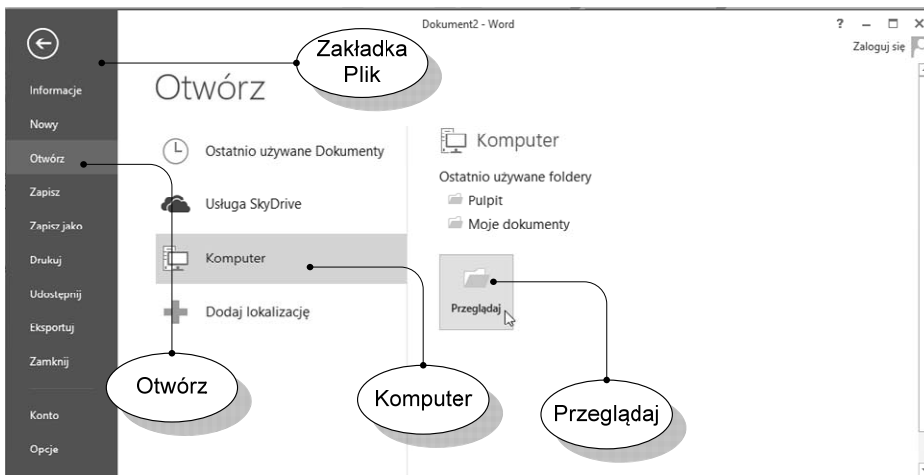 Dokument2 - Word
?
Zaloguj się
Zakładka
Plik
Informacje
Nowy
Otwórz
Zapisz
Zapisz jako
Drukuj
Udostępnij
Eksportuj
Zamknij
Konto
Opcje
Otwórz
Ostatnio używane Dokumenty
Usługa SkyDrive
Komputer
Dodaj lokalizację
Komputer
Ostatnio używane foldery
Pulpit
Moje dokumenty
Przeglądaj
Otwórz
Komputer
Przeglądaj